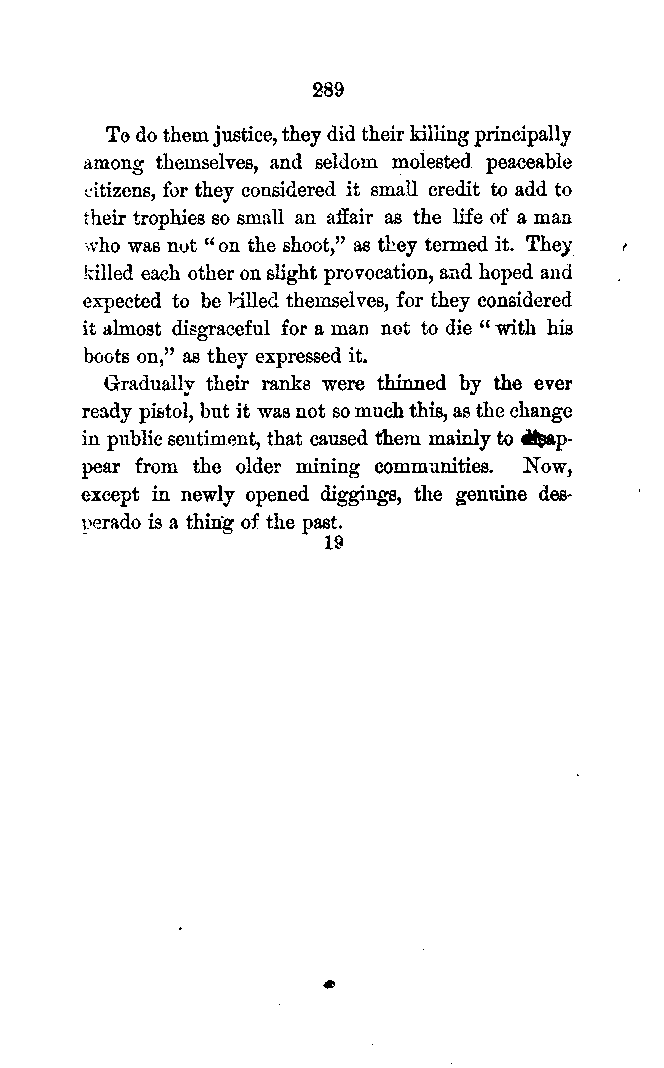 289
To do them justice, they did their killing principally
among themselves, and seldom molested peaceable
citizens, for they considered it small credit to add to
their trophies so small an affair as the life of a man
who was not “on the shoot,” as they termed it. They
killed each other on slight provocation, and hoped and
expected to be killed themselves, for they considered
it almost disgraceful for a man not to die “with his
boots on,” as they expressed it.
Gradually their ranks were thinned by the ever
ready pistol, but it was not so much this, as the change
in public sentiment, that caused them mainly to disap-
pear from the older mining communities. Now,
except in newly opened diggings, the genuine des-
perado is a thing of the past.
19